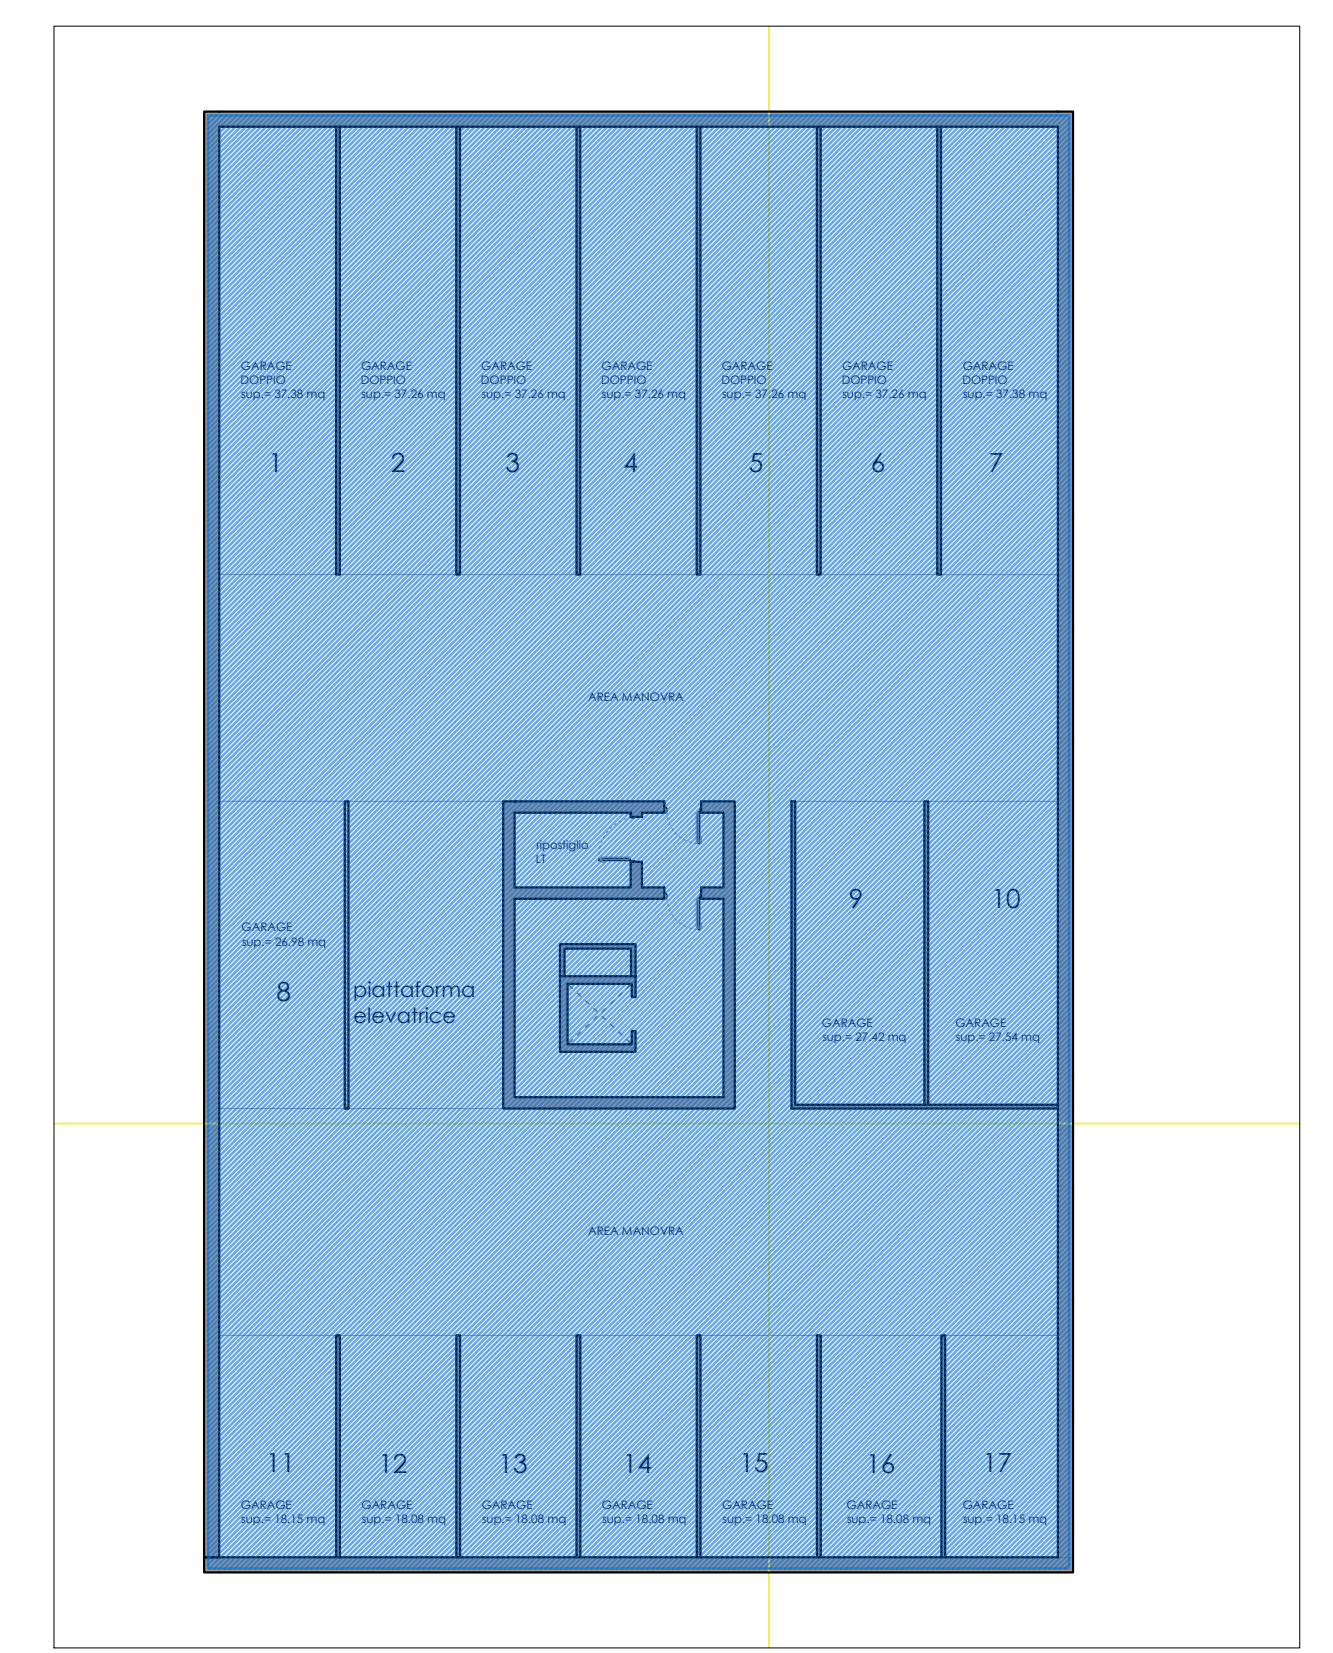 GARAGE
DOPPIO
sup.= 37.38 mq
1
GARAGE
DOPPIO
sup.= 37.26 mq
2
GARAGE
DOPPIO
sup.= 37.26 mq
3
GARAGE
DOPPIO
sup.= 37.26 mq
4
GARAGE
DOPPIO
sup.= 37.26 mq
5
GARAGE
DOPPIO
sup.= 37.26 mq
6
GARAGE
DOPPIO
sup.= 37.38 mq
7
AREA MANOVRA
ripostiglio
LT
GARAGE
sup.= 26.98 mq
8
piattaforma
elevatrice
9
GARAGE
sup.= 27.42 mq
10
GARAGE
sup.= 27.54 mq
AREA MANOVRA
11
GARAGE
sup.= 18.15 mq
12
GARAGE
sup.= 18.08 mq
13
GARAGE
sup.= 18.08 mq
14
GARAGE
sup.= 18.08 mq
15
GARAGE
sup.= 18.08 mq
16
GARAGE
sup.= 18.08 mq
17
GARAGE
sup.= 18.15 mq